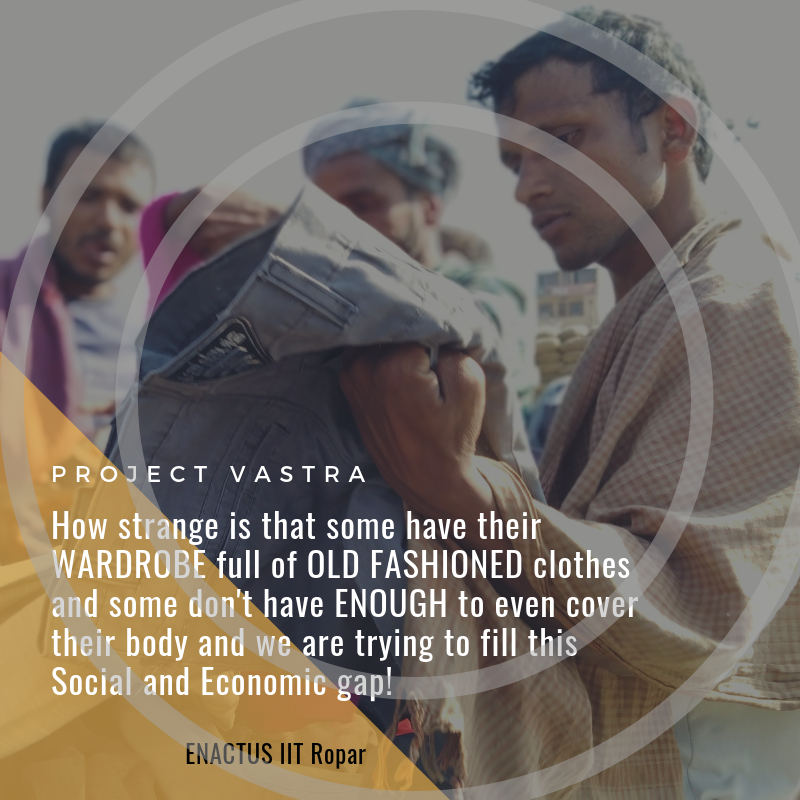 PROJECT VASTRA
How strange is that some have their
WARDROBE full of OLD FASHIONED clothes
and some don't have ENOUGH to even cover
their body and we are trying to fill this
Social and Economic gap!
ENACTUS IIT Ropar